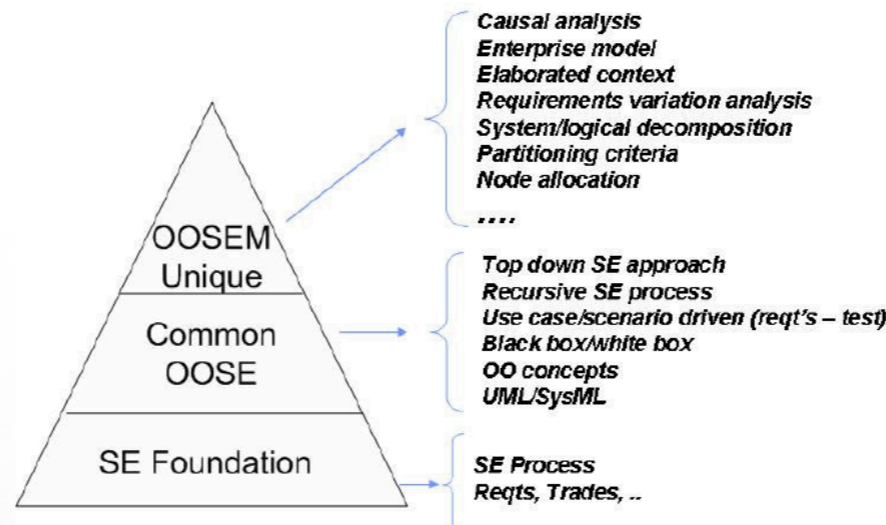 Causal analysis
Enterprise model
Elaborated context
Requirements variation analysis
System/logical decomposition
Partitioning criteria
Node allocation
....
OOSEM
Unique
Top down SE approach
Recursive SE process
Use case/scenario driven (reqt's – test)
Black box/white box
OO concepts
UML/SysML
Common
OOSE
SE Foundation
SE Process
Reqts, Trades, ..